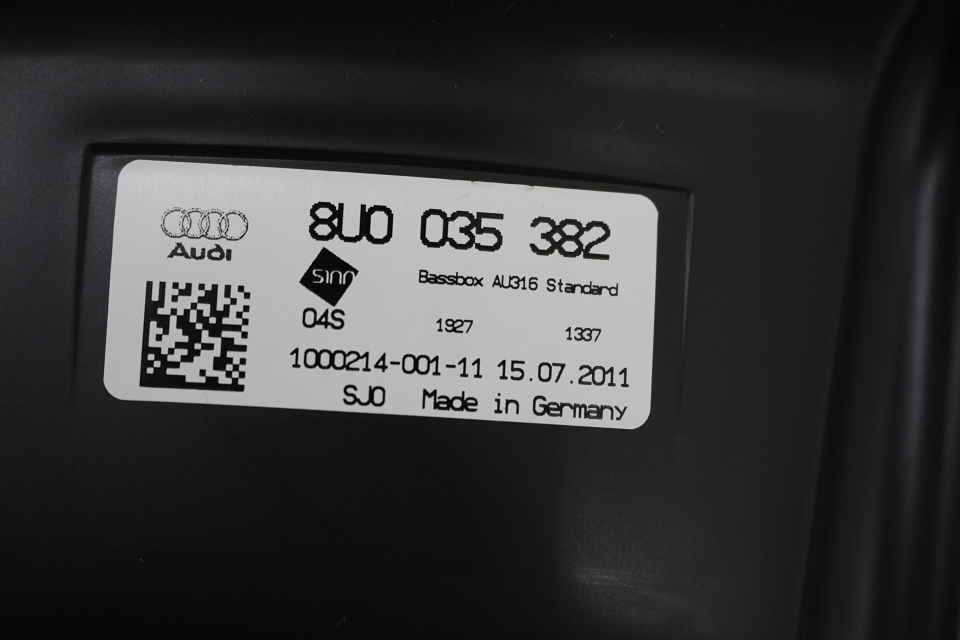 8U0 035 382
Audi
sinn
Bassbox AU316 Standard
04S 1927 1337
1000214-001-11 15.07.2011
SJ0 Made in Germany